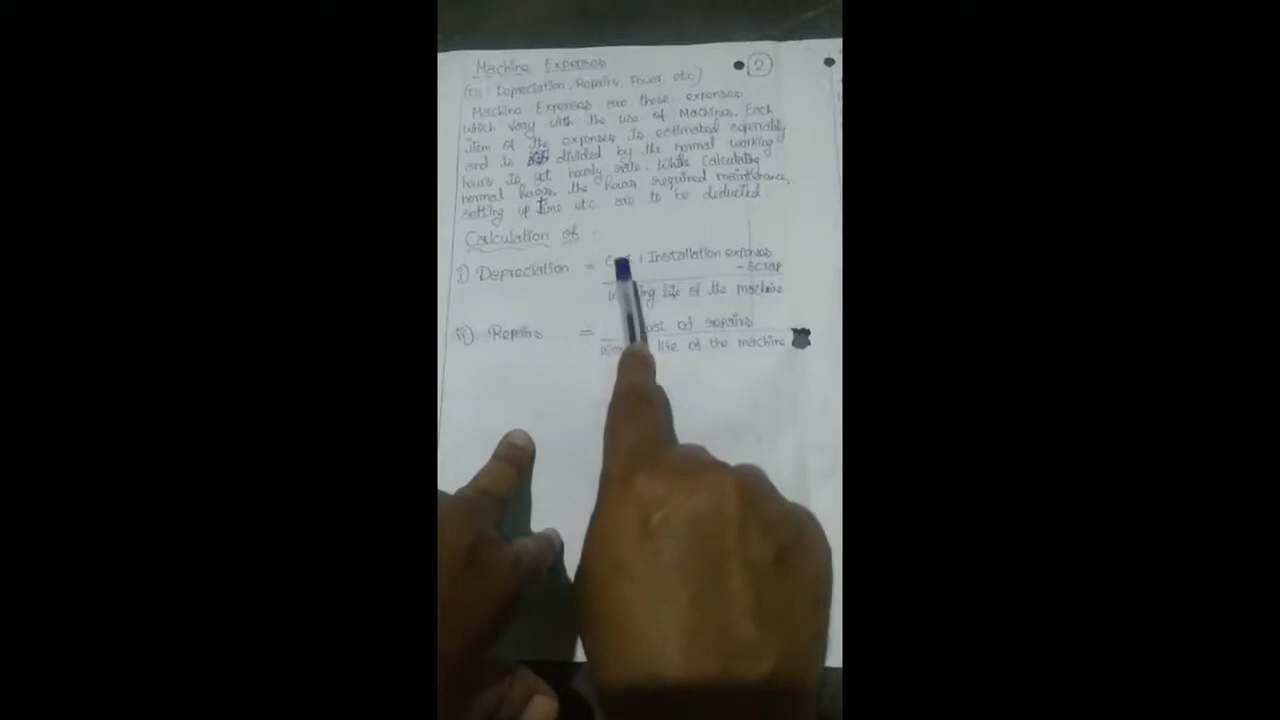 Machine Expenses
2
(Ex: Depreciation, Repairs, Power etc)
Machine Expenses are those expenses
which vary with the use of Machines. Each
item of the expenses is estimated separately
and is divided by the normal working
hours to get hourly rate. While Calculating
normal hours, the hours required maintenance,
setting up time etc. are to be deducted.
Calculation of
i) Depreciation = Cost + Installation expenses
- Scrap
life of the machine
ii) Repairs = Cost of repairs
life of the machine